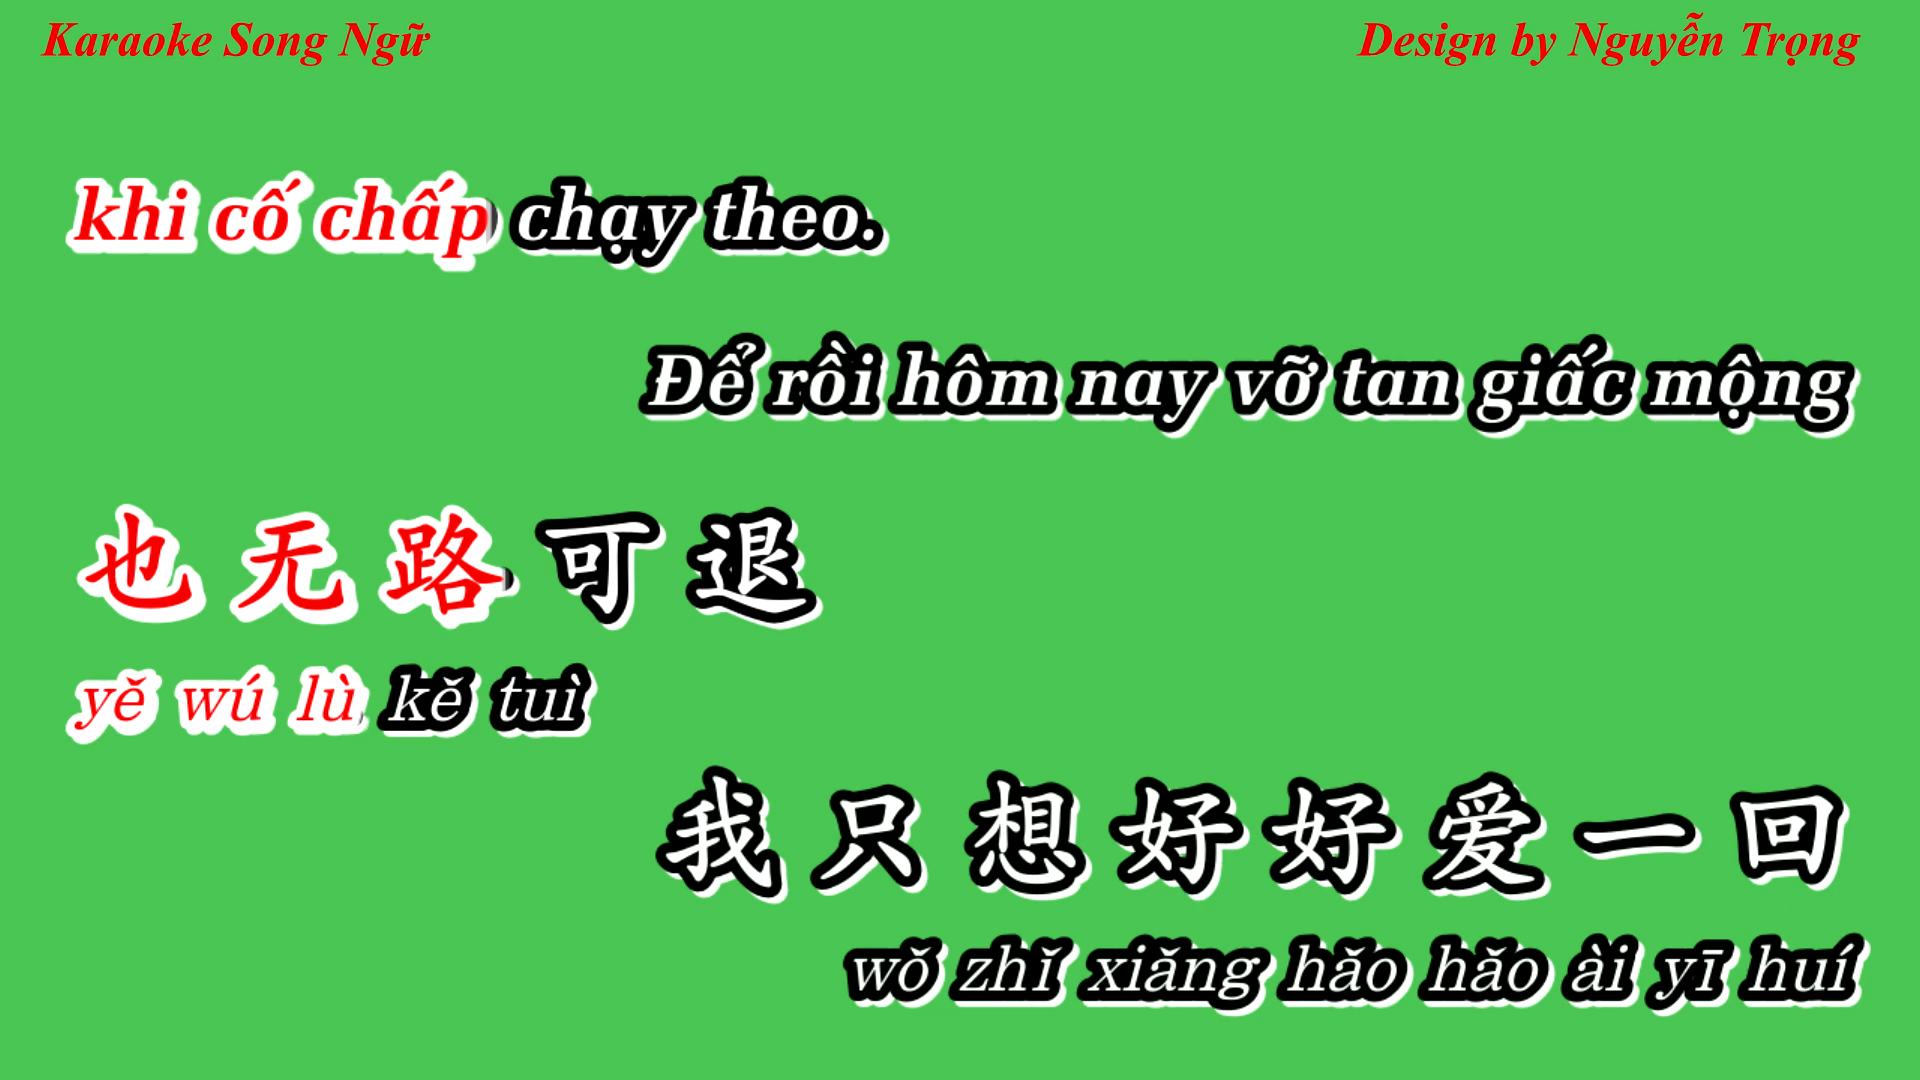 Karaoke Song Ngữ
Design by Nguyễn Trọng
khi cố chấp chạy theo.
Để rồi hôm nay vỡ tan giấc mộng
也 无 路 可 退
yě wú lù kě tuì
我 只 想 好 好 爱 一 回
wǒ zhǐ xiǎng hǎo hǎo ài yī huí